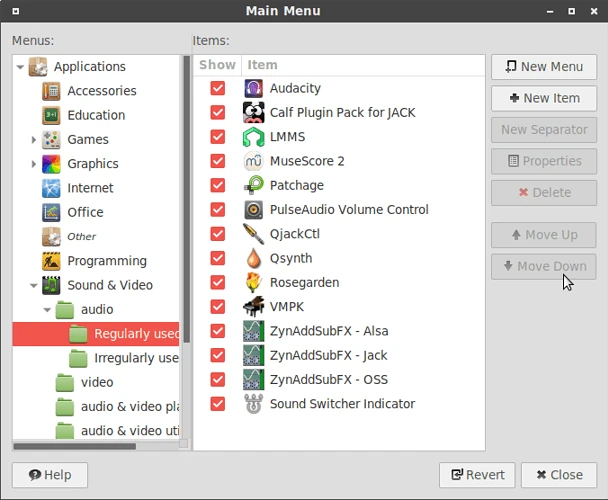 Main Menu
Menus:
Items:
Applications
Accessories
Education
Games
Graphics
Internet
Office
Other
Programming
Sound & Video
audio
Regularly used
Irregularly use
video
audio & video pla
audio & video uti
Show Item
Audacity
Calf Plugin Pack for JACK
LMMS
MuseScore 2
Patchage
PulseAudio Volume Control
QjackCtl
Qsynth
Rosegarden
VMPK
ZynAddSubFX - Alsa
ZynAddSubFX - Jack
ZynAddSubFX - OSS
Sound Switcher Indicator
New Menu
New Item
New Separator
Properties
Delete
Move Up
Move Down
Help
Revert
Close